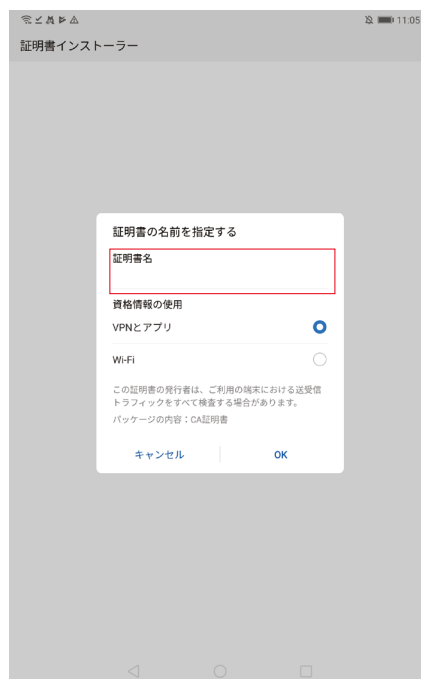 11:05
証明書インストーラー
証明書の名前を指定する
証明書名
資格情報の使用
VPNとアプリ
Wi-Fi
この証明書の発行者は、ご利用の端末における送受信
トラフィックをすべて検査する場合があります。
パッケージの内容：CA証明書
キャンセル
OK